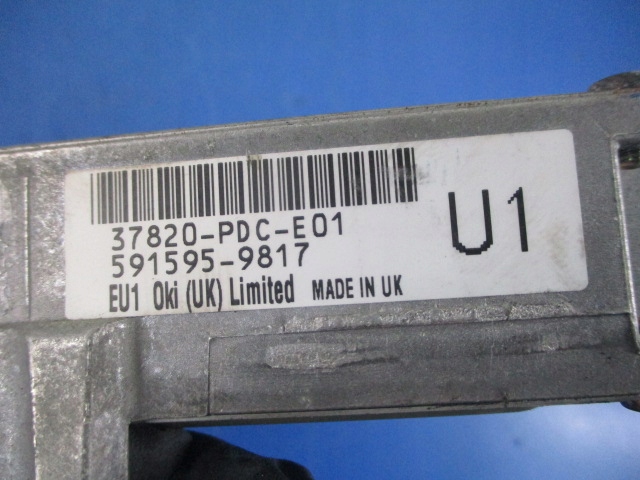 37820-PDC-E01
591595-9817
EU1 Oki (UK) Limited MADE IN UK
U1